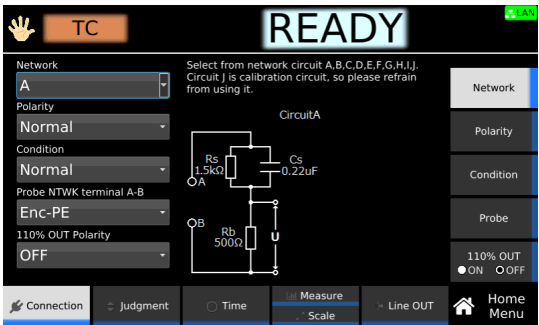 TC
READY
LAN
Network
A
Polarity
Normal
Condition
Normal
Probe NTWK terminal A-B
Enc-PE
110% OUT Polarity
OFF
Select from network circuit A,B,C,D,E,F,G,H,I,J.
Circuit J is calibration circuit, so please refrain
from using it.
CircuitA
Rs
1.5kΩ
Cs
0.22uF
A
B
Rb
500Ω
U
Network
Polarity
Condition
Probe
110% OUT
ON OFF
Connection
Judgment
Time
Measure
Scale
Line OUT
Home
Menu